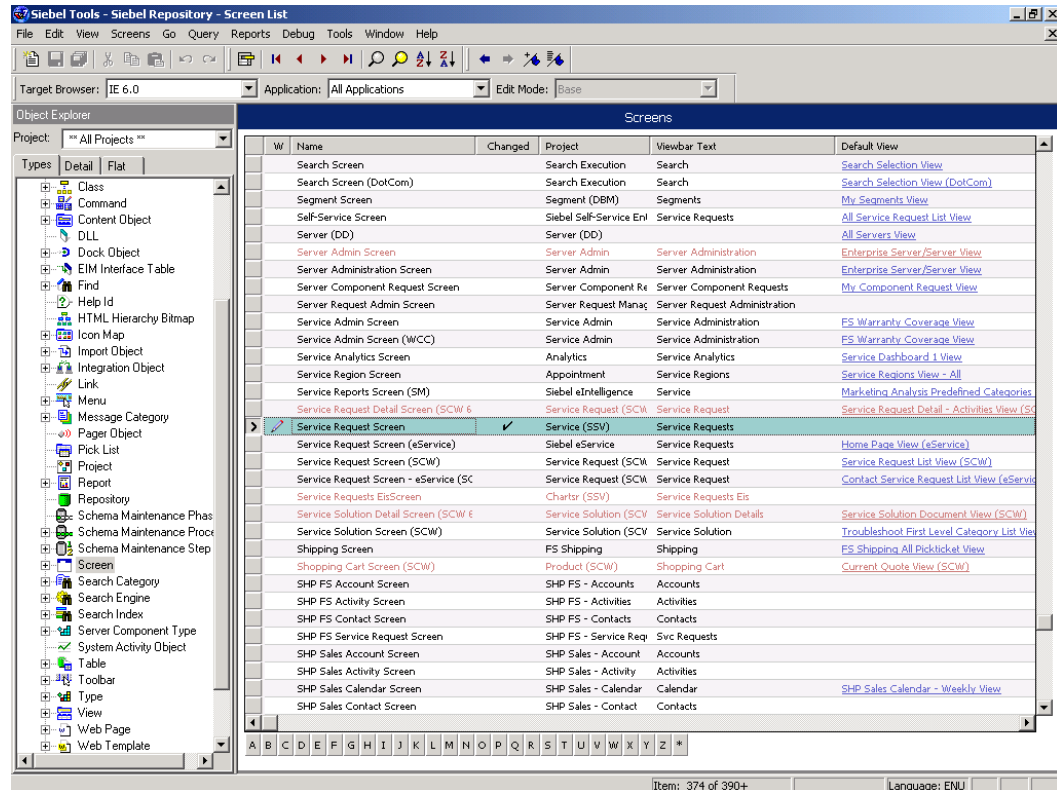 Siebel Tools - Siebel Repository - Screen List
File Edit View Screens Go Query Reports Debug Tools Window Help
Target Browser: IE 6.0 Application: All Applications Edit Mode: Base
Object Explorer
Project: ** All Projects **
Types Detail Flat
Class
Command
Content Object
DLL
Dock Object
EIM Interface Table
Find
Help Id
HTML Hierarchy Bitmap
Icon Map
Import Object
Integration Object
Link
Menu
Message Category
Pager Object
Pick List
Project
Report
Repository
Schema Maintenance Phas
Schema Maintenance Proce
Schema Maintenance Step
Screen
Search Category
Search Engine
Search Index
Server Component Type
System Activity Object
Table
Toolbar
Type
View
Web Page
Web Template
Screens
W Name Changed Project Viewbar Text Default View
Search Screen Search Execution Search Search Selection View
Search Screen (DotCom) Search Execution Search Search Selection View (DotCom)
Segment Screen Segment (DBM) Segments My Segments View
Self-Service Screen Siebel Self-Service Enl Service Requests All Service Request List View
Server (DD) Server (DD) All Servers View
Server Admin Screen Server Admin Server Administration Enterprise Server/Server View
Server Administration Screen Server Admin Server Administration Enterprise Server/Server View
Server Component Request Screen Server Component Re Server Component Requests My Component Request View
Server Request Admin Screen Server Request Manag Server Request Administration
Service Admin Screen Service Admin Service Administration FS Warranty Coverage View
Service Admin Screen (WCC) Service Admin Service Administration FS Warranty Coverage View
Service Analytics Screen Analytics Service Analytics Service Dashboard 1 View
Service Region Screen Appointment Service Regions Service Regions View - All
Service Reports Screen (SM) Siebel eIntelligence Service Marketing Analysis Predefined Categories
Service Request Detail Screen (SCW 6 Service Request (SCW Service Request Service Request Detail - Activities View (SC
Service Request Screen ✔ Service (SSV) Service Requests
Service Request Screen (eService) Siebel eService Service Requests Home Page View (eService)
Service Request Screen (SCW) Service Request (SCW Service Request Service Request List View (SCW)
Service Request Screen - eService (SC Service Request (SCW Service Request Contact Service Request List View (eServic
Service Requests EisScreen Chartsr (SSV) Service Requests Eis
Service Solution Detail Screen (SCW 6 Service Solution (SCV Service Solution Details Service Solution Document View (SCW)
Service Solution Screen (SCW) Service Solution (SCV Service Solution Troubleshoot First Level Category List View
Shipping Screen FS Shipping Shipping FS Shipping All Pickticket View
Shopping Cart Screen (SCW) Product (SCW) Shopping Cart Current Quote View (SCW)
SHP FS Account Screen SHP FS - Accounts Accounts
SHP FS Activity Screen SHP FS - Activities Activities
SHP FS Contact Screen SHP FS - Contacts Contacts
SHP FS Service Request Screen SHP FS - Service Requ Svc Requests
SHP Sales Account Screen SHP Sales - Account Accounts
SHP Sales Activity Screen SHP Sales - Activity Activities
SHP Sales Calendar Screen SHP Sales - Calendar Calendar SHP Sales Calendar - Weekly View
SHP Sales Contact Screen SHP Sales - Contact Contacts
A B C D E F G H I J K L M N O P Q R S T U V W X Y Z *
Item: 374 of 390+ Language: ENU